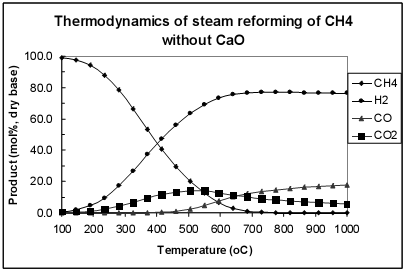 Thermodynamics of steam reforming of CH4
without CaO
Product (mol%, dry base)
100.0
80.0
60.0
40.0
20.0
0.0
100 200 300 400 500 600 700 800 900 1000
Temperature (oC)
CH4
H2
CO
CO2